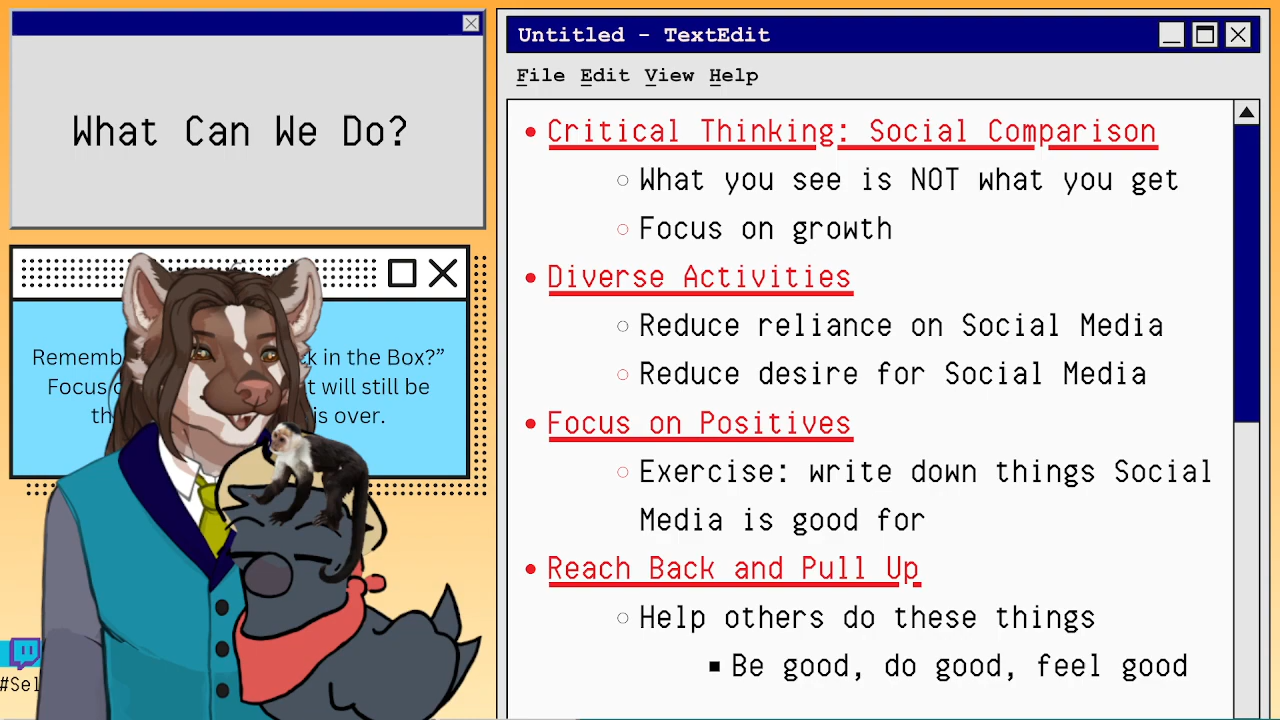 What Can We Do?
Untitled - TextEdit
File Edit View Help
• Critical Thinking: Social Comparison
○ What you see is NOT what you get
○ Focus on growth
• Diverse Activities
○ Reduce reliance on Social Media
○ Reduce desire for Social Media
• Focus on Positives
○ Exercise: write down things Social
Media is good for
• Reach Back and Pull Up
○ Help others do these things
▪ Be good, do good, feel good
in the Box?”
Focus
will still be
is over.
#Sel